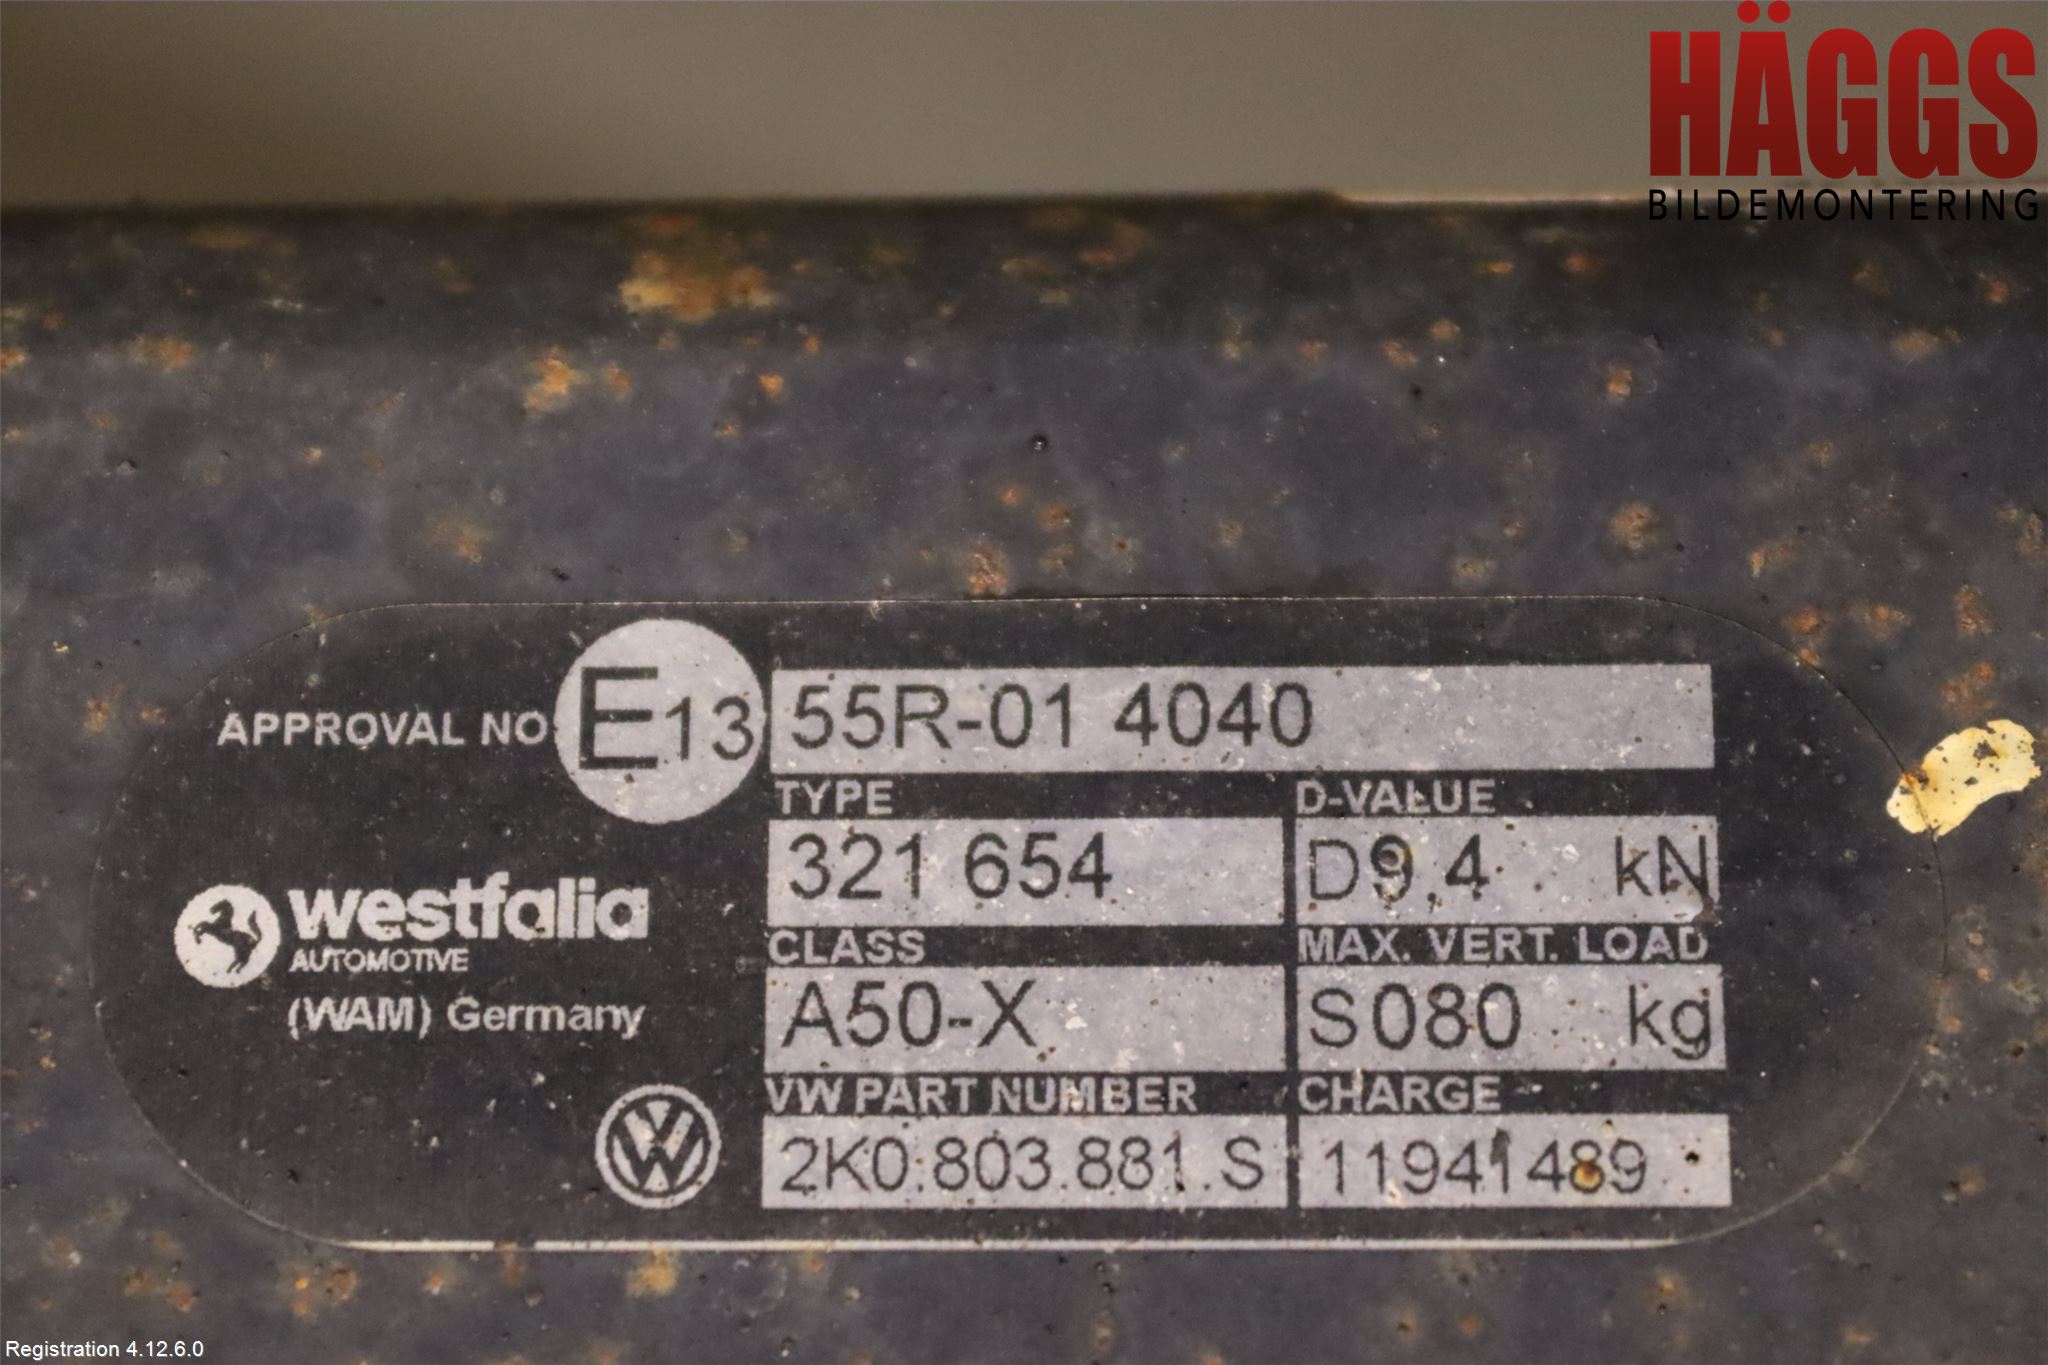 HÄGGS
BILDEMONTERING
APPROVAL NO E13 55R-01 4040
TYPE D-VALUE
321 654 D9.4 kN
westfalia
AUTOMOTIVE
(WAM) Germany
CLASS MAX. VERT. LOAD
A50-X S080 kg
VW PART NUMBER CHARGE
2K0.803.881.S 11941489
Registration 4.12.6.0